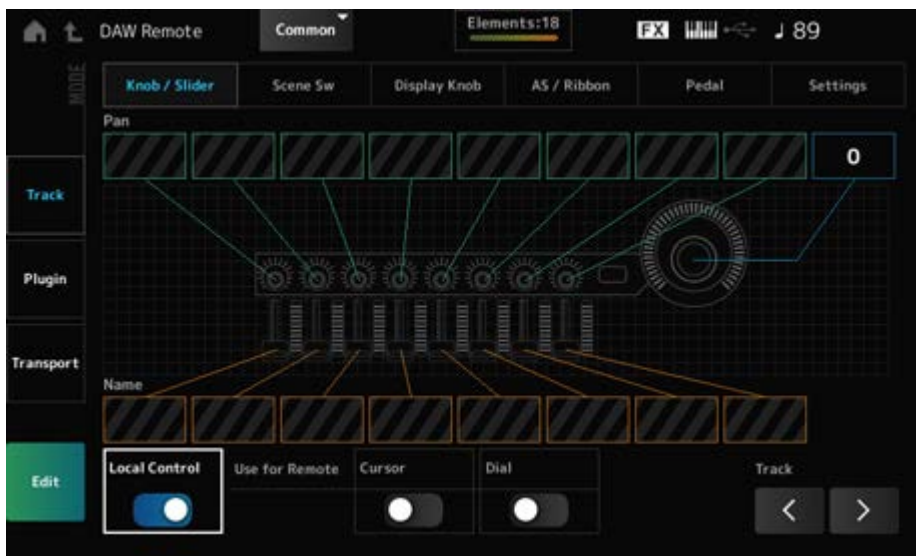 DAW Remote
Common
Elements:18
FX
♩ 89
MODE
Knob / Slider
Scene Sw
Display Knob
AS / Ribbon
Pedal
Settings
Pan
0
Track
Plugin
Transport
Name
Edit
Local Control
Use for Remote
Cursor
Dial
Track